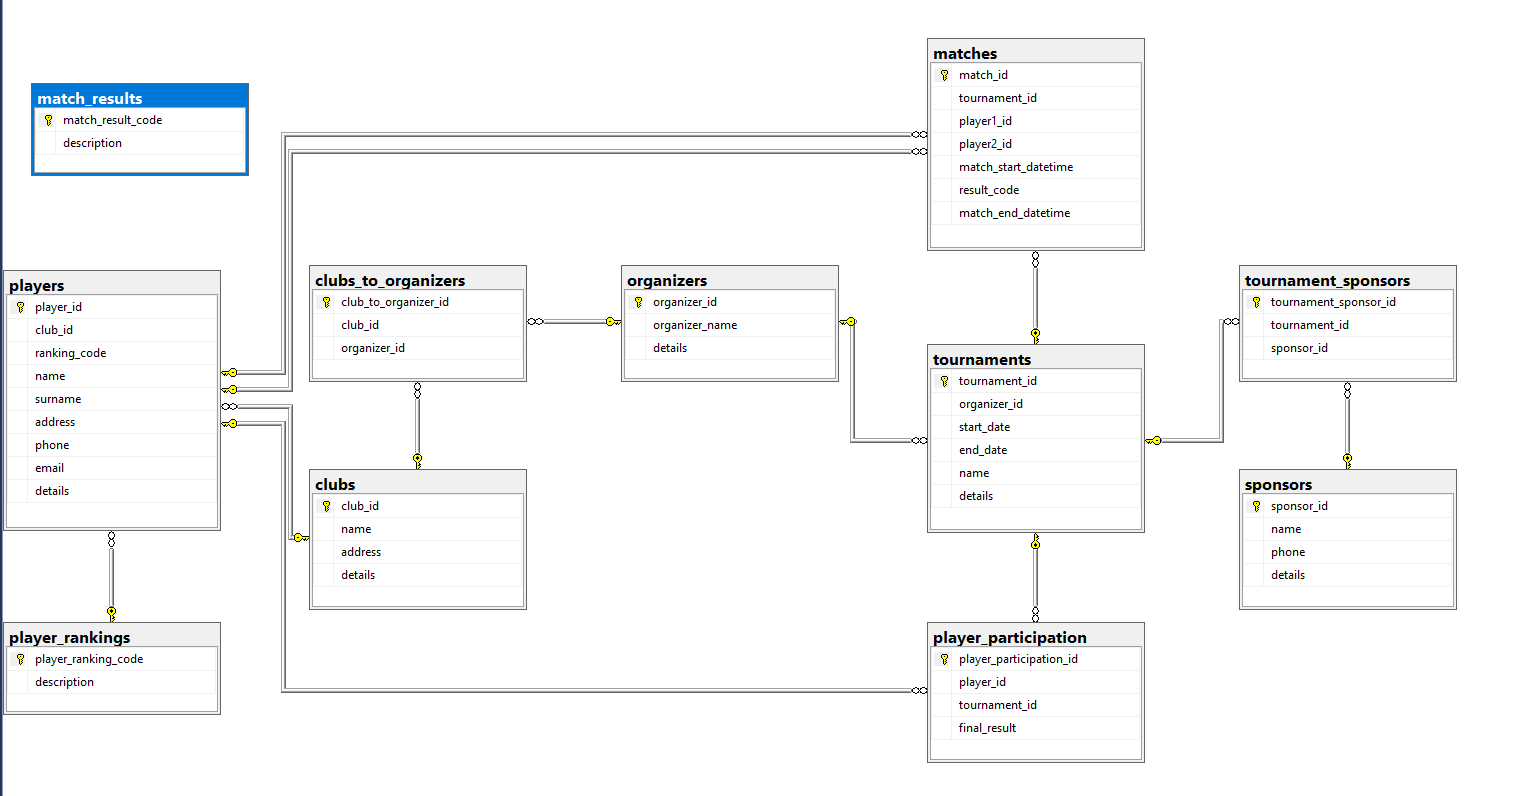 matches
match_id
tournament_id
player1_id
player2_id
match_start_datetime
result_code
match_end_datetime
match_results
match_result_code
description
players
player_id
club_id
ranking_code
name
surname
address
phone
email
details
clubs_to_organizers
club_to_organizer_id
club_id
organizer_id
organizers
organizer_id
organizer_name
details
tournament_sponsors
tournament_sponsor_id
tournament_id
sponsor_id
tournaments
tournament_id
organizer_id
start_date
end_date
name
details
clubs
club_id
name
address
details
sponsors
sponsor_id
name
phone
details
player_rankings
player_ranking_code
description
player_participation
player_participation_id
player_id
tournament_id
final_result